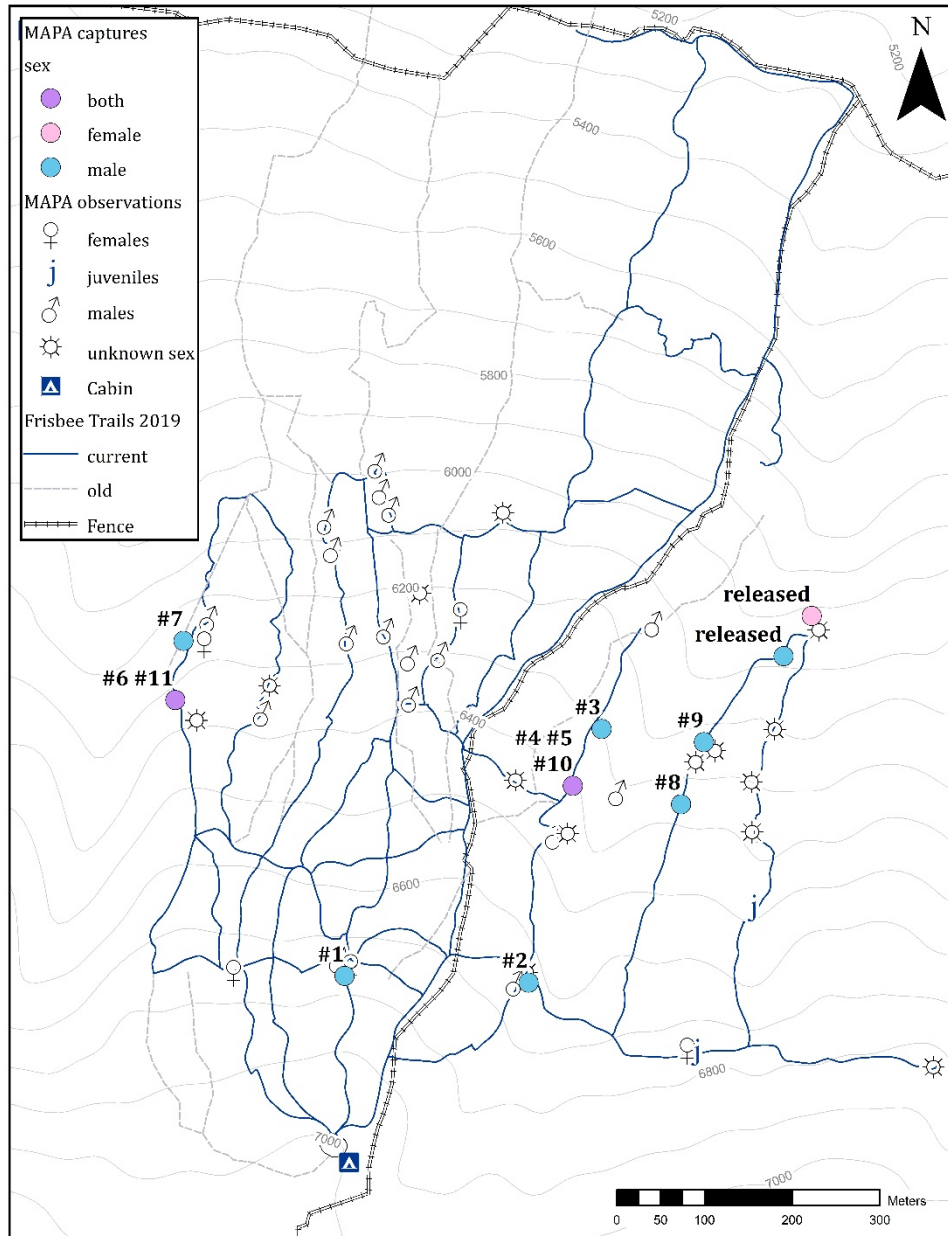 MAPA captures
sex
both
female
male
MAPA observations
females
j
juveniles
males
unknown sex
Cabin
Frisbee Trails 2019
current
old
Fence
N
5200
5200
5400
5600
5800
6000
6200
released
released
#7
#6 #11
6400
#3
#4 #5
#10
#9
#8
6600
j
#1
#2
j
6800
7000
7000
Meters
0 50 100 200 300